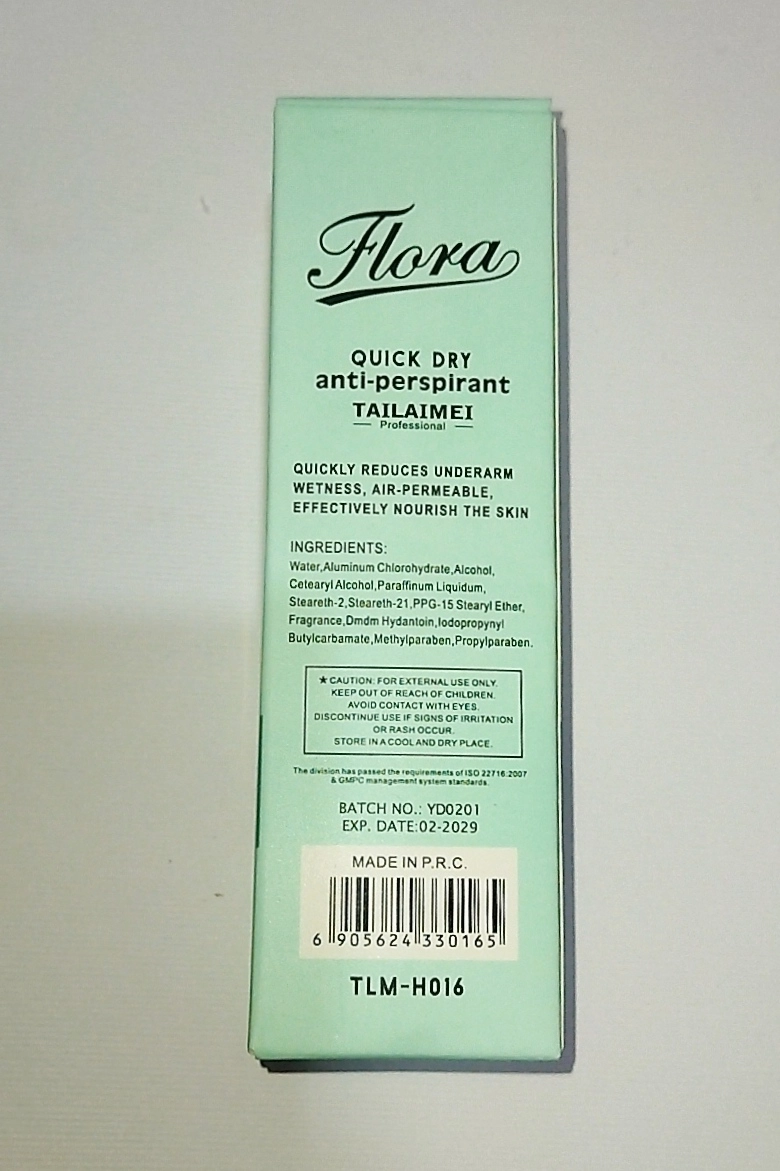 Flora
QUICK DRY
anti-perspirant
TAILAIMEI
Professional
QUICKLY REDUCES UNDERARM
WETNESS, AIR-PERMEABLE,
EFFECTIVELY NOURISH THE SKIN
INGREDIENTS:
Water,Aluminum Chlorohydrate,Alcohol,
Cetearyl Alcohol,Paraffinum Liquidum,
Steareth-2,Steareth-21,PPG-15 Stearyl Ether,
Fragrance,Dmdm Hydantoin,Iodopropynyl
Butylcarbamate,Methylparaben,Propylparaben.
★CAUTION: FOR EXTERNAL USE ONLY.
KEEP OUT OF REACH OF CHILDREN.
AVOID CONTACT WITH EYES.
DISCONTINUE USE IF SIGNS OF IRRITATION
OR RASH OCCUR.
STORE IN A COOL AND DRY PLACE.
The division has passed the requirements of ISO 22716:2007
& GMPC management system standards.
BATCH NO.: YD0201
EXP. DATE:02-2029
MADE IN P.R.C.
6 905624 330165
TLM-H016